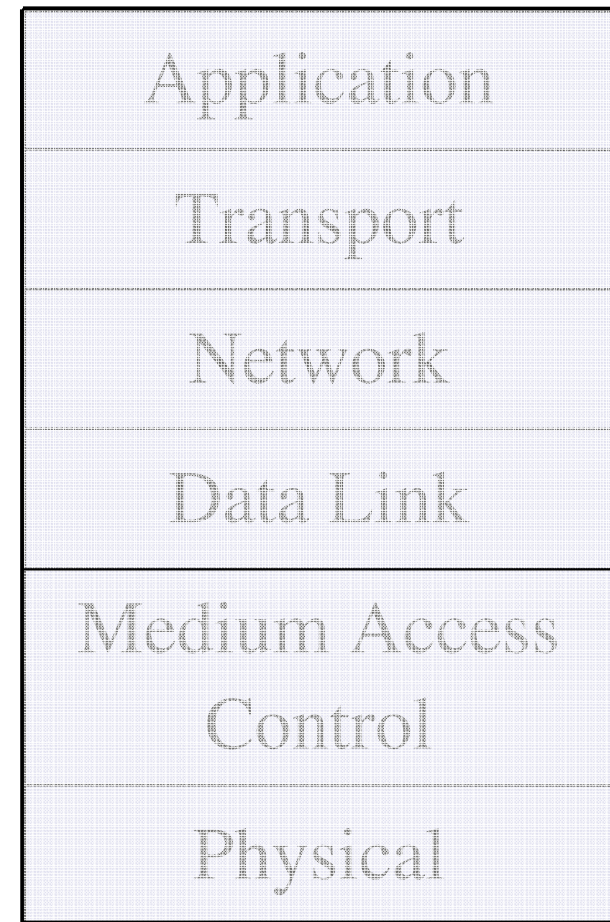 Application
Transport
Network
Data Link
Medium Access
Control
Physical